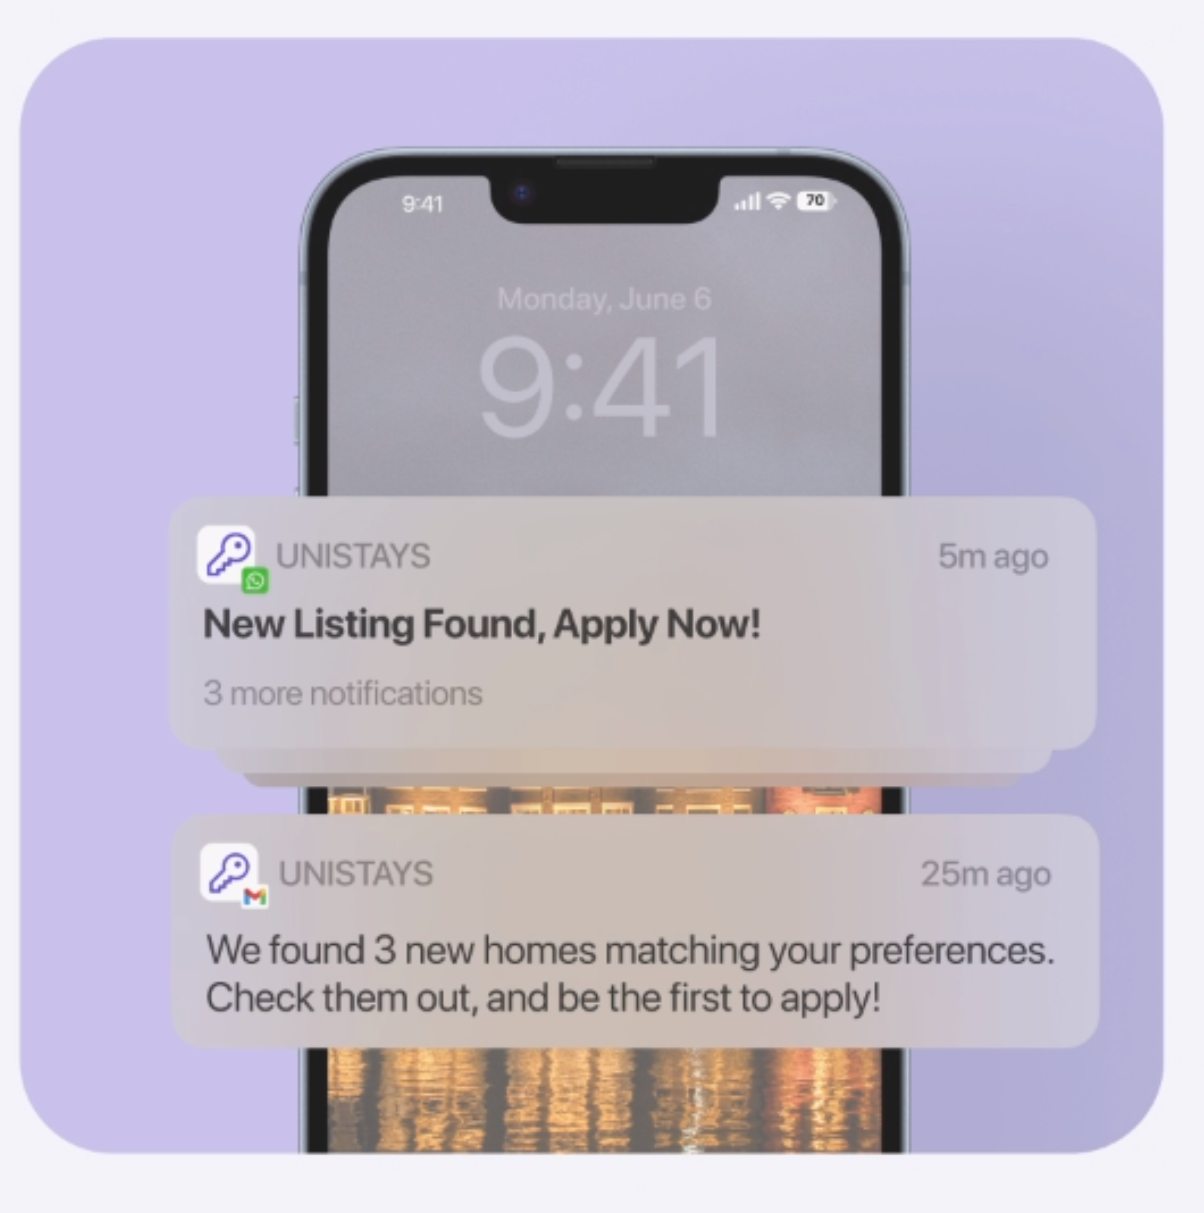 9:41
70
Monday, June 6
9:41
UNISTAYS
5m ago
New Listing Found, Apply Now!
3 more notifications
UNISTAYS
25m ago
We found 3 new homes matching your preferences.
Check them out, and be the first to apply!